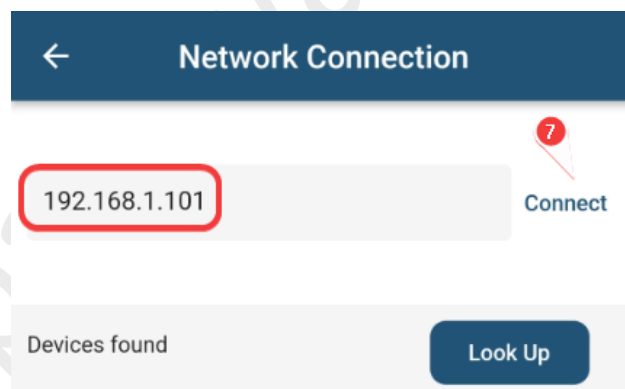 Network Connection
7
192.168.1.101
Connect
Devices found
Look Up